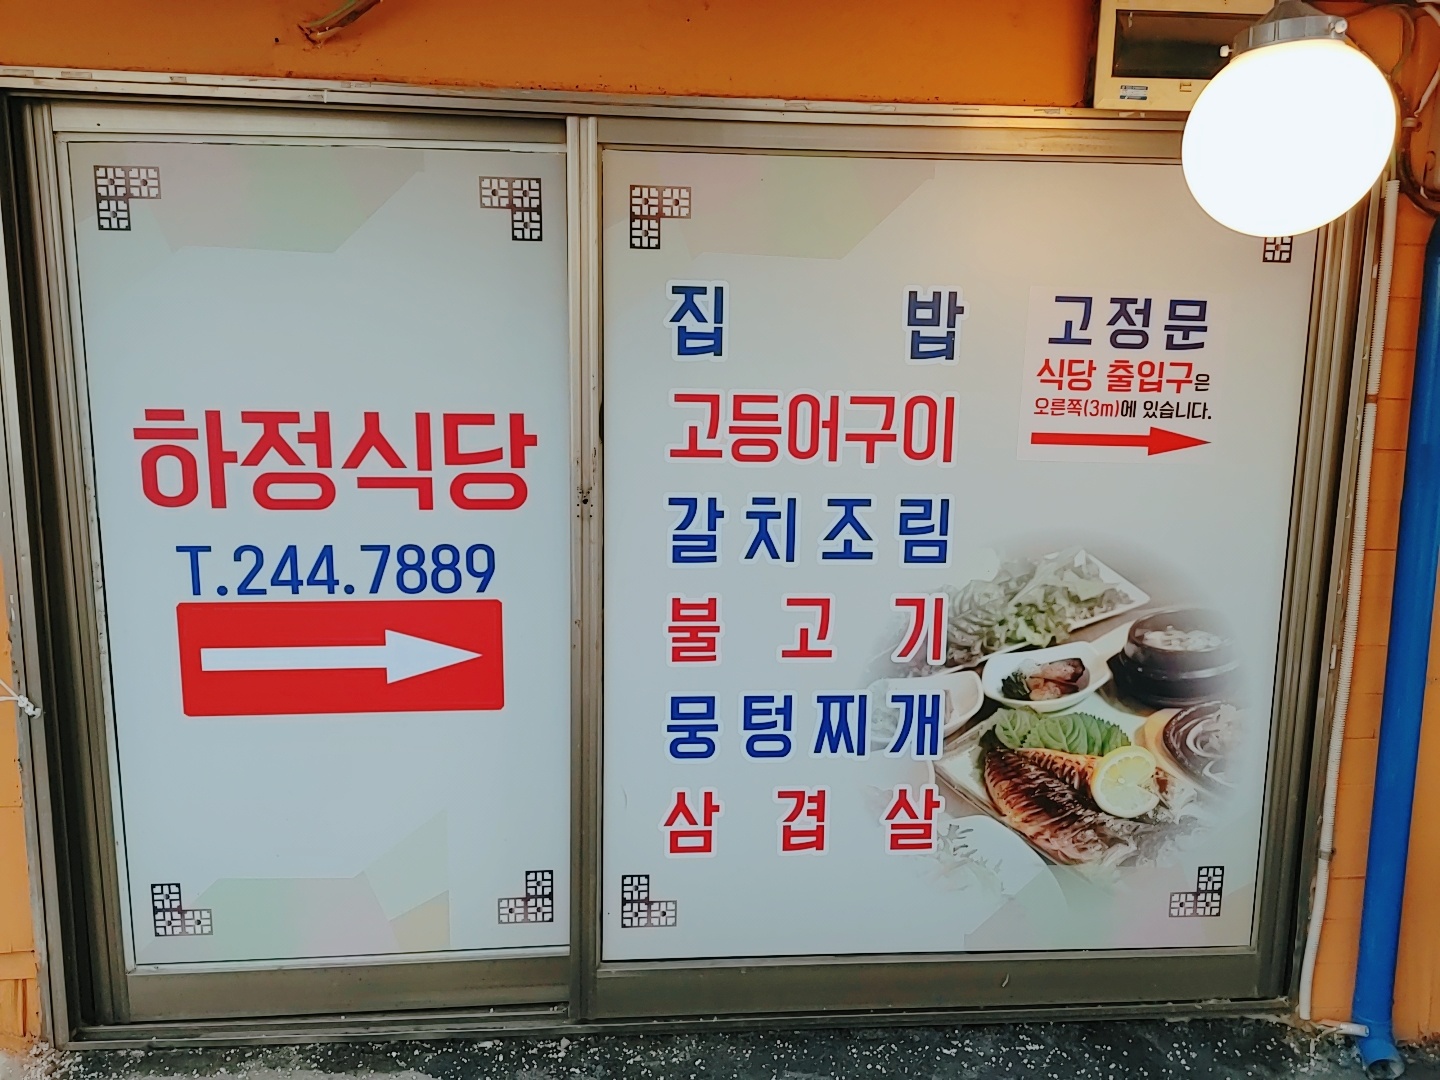 하정식당
T.244.7889
집 밥
고등어구이
갈치조림
불고기
뭉텅찌개
삼겹살
고정문
식당 출입구은
오른쪽(3m)에 있습니다.